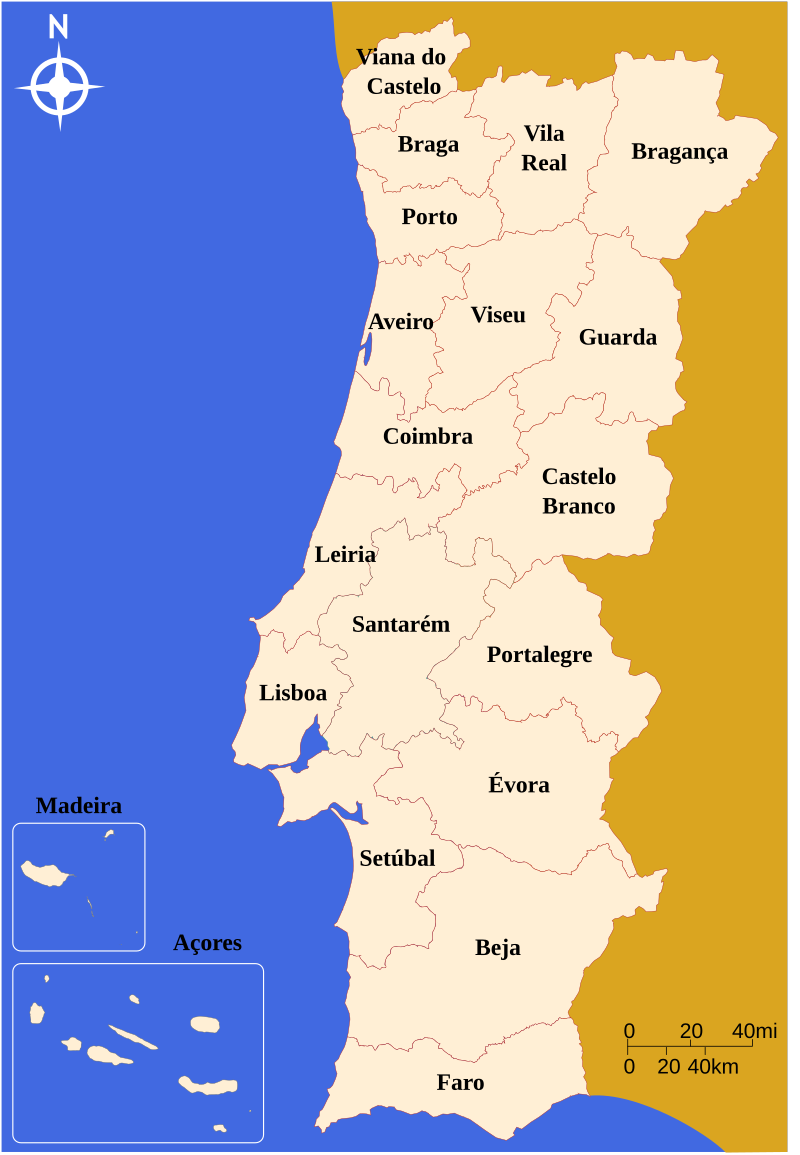 N
Viana do
Castelo
Braga
Vila
Real
Bragança
Porto
Aveiro
Viseu
Guarda
Coimbra
Castelo
Branco
Leiria
Santarém
Portalegre
Lisboa
Évora
Madeira
Setúbal
Açores
Beja
0 20 40mi
0 20 40km
Faro